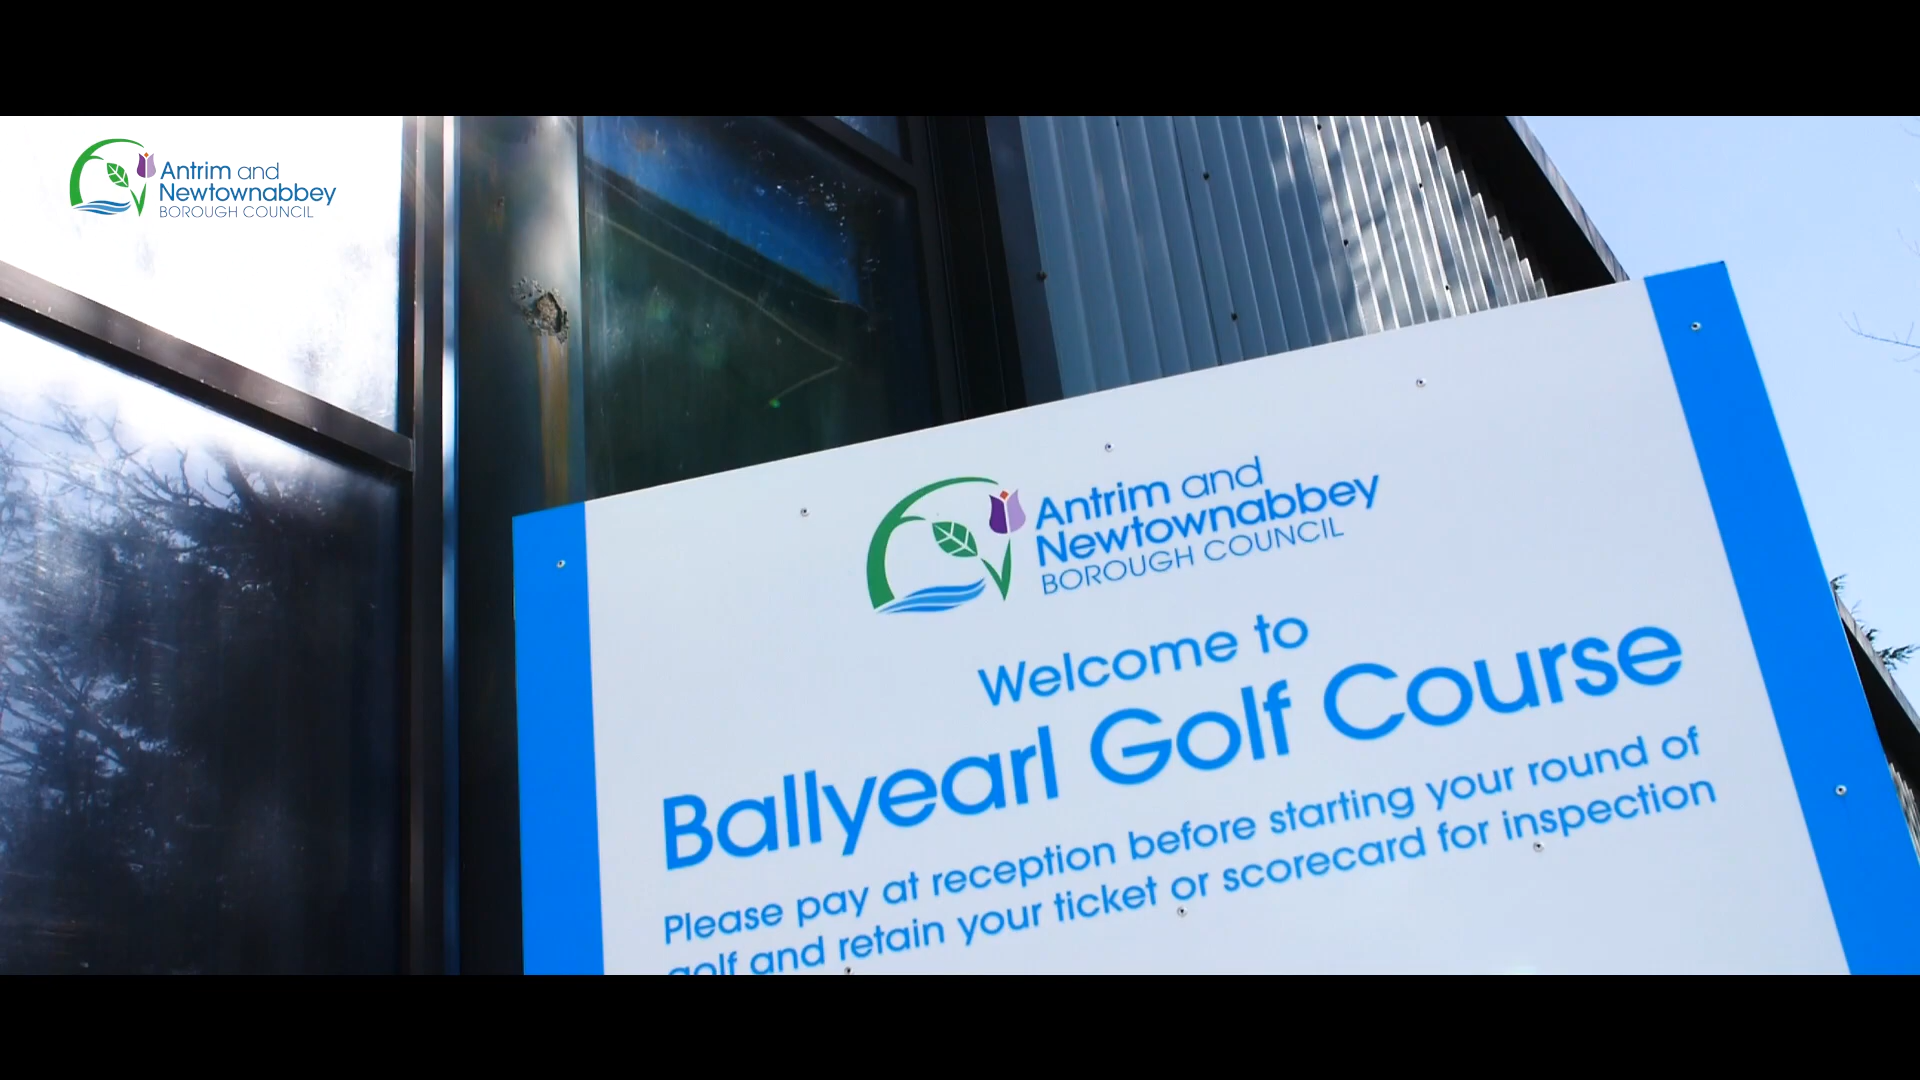 Antrim and
Newtownabbey
BOROUGH COUNCIL
Antrim and
Newtownabbey
BOROUGH COUNCIL
Welcome to
Ballyearl Golf Course
Please pay at reception before starting your round of
golf and retain your ticket or scorecard for inspection